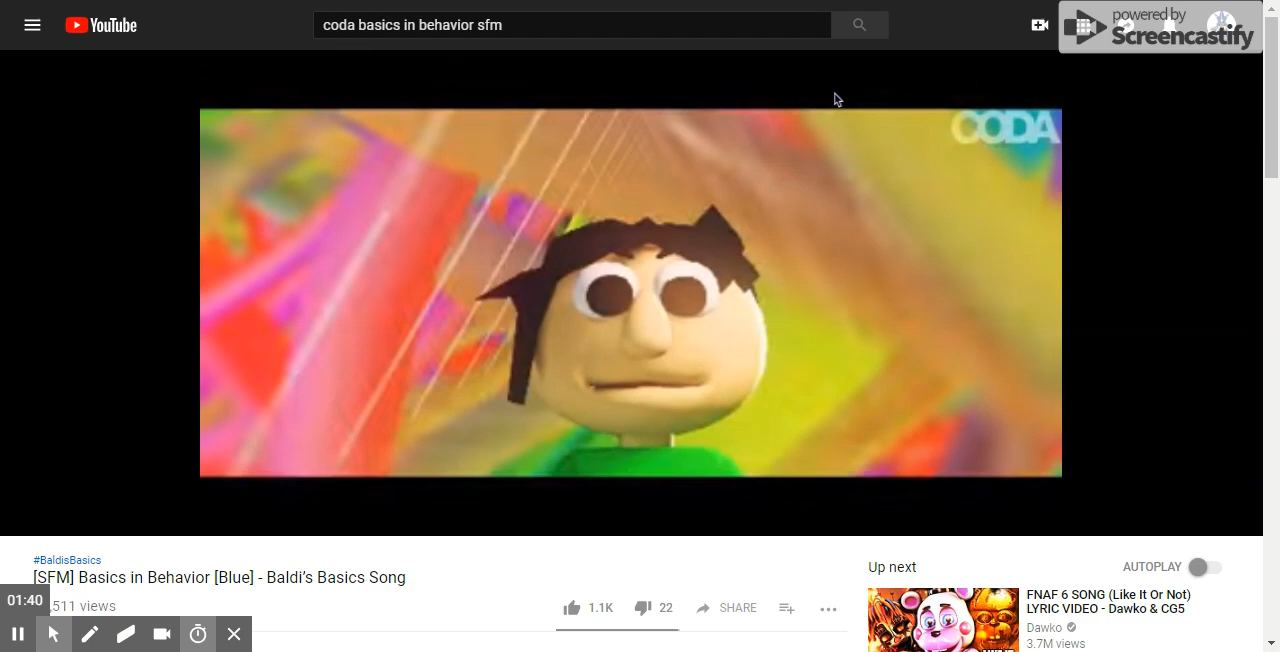 YouTube
coda basics in behavior sfm
powered by
Screencastify
CODA
#BaldisBasics
[SFM] Basics in Behavior [Blue] - Baldi’s Basics Song
,511 views
1.1K
22
SHARE
01:40
Up next
AUTOPLAY
FNAF 6 SONG (Like It Or Not)
LYRIC VIDEO - Dawko & CG5
Dawko
3.7M views